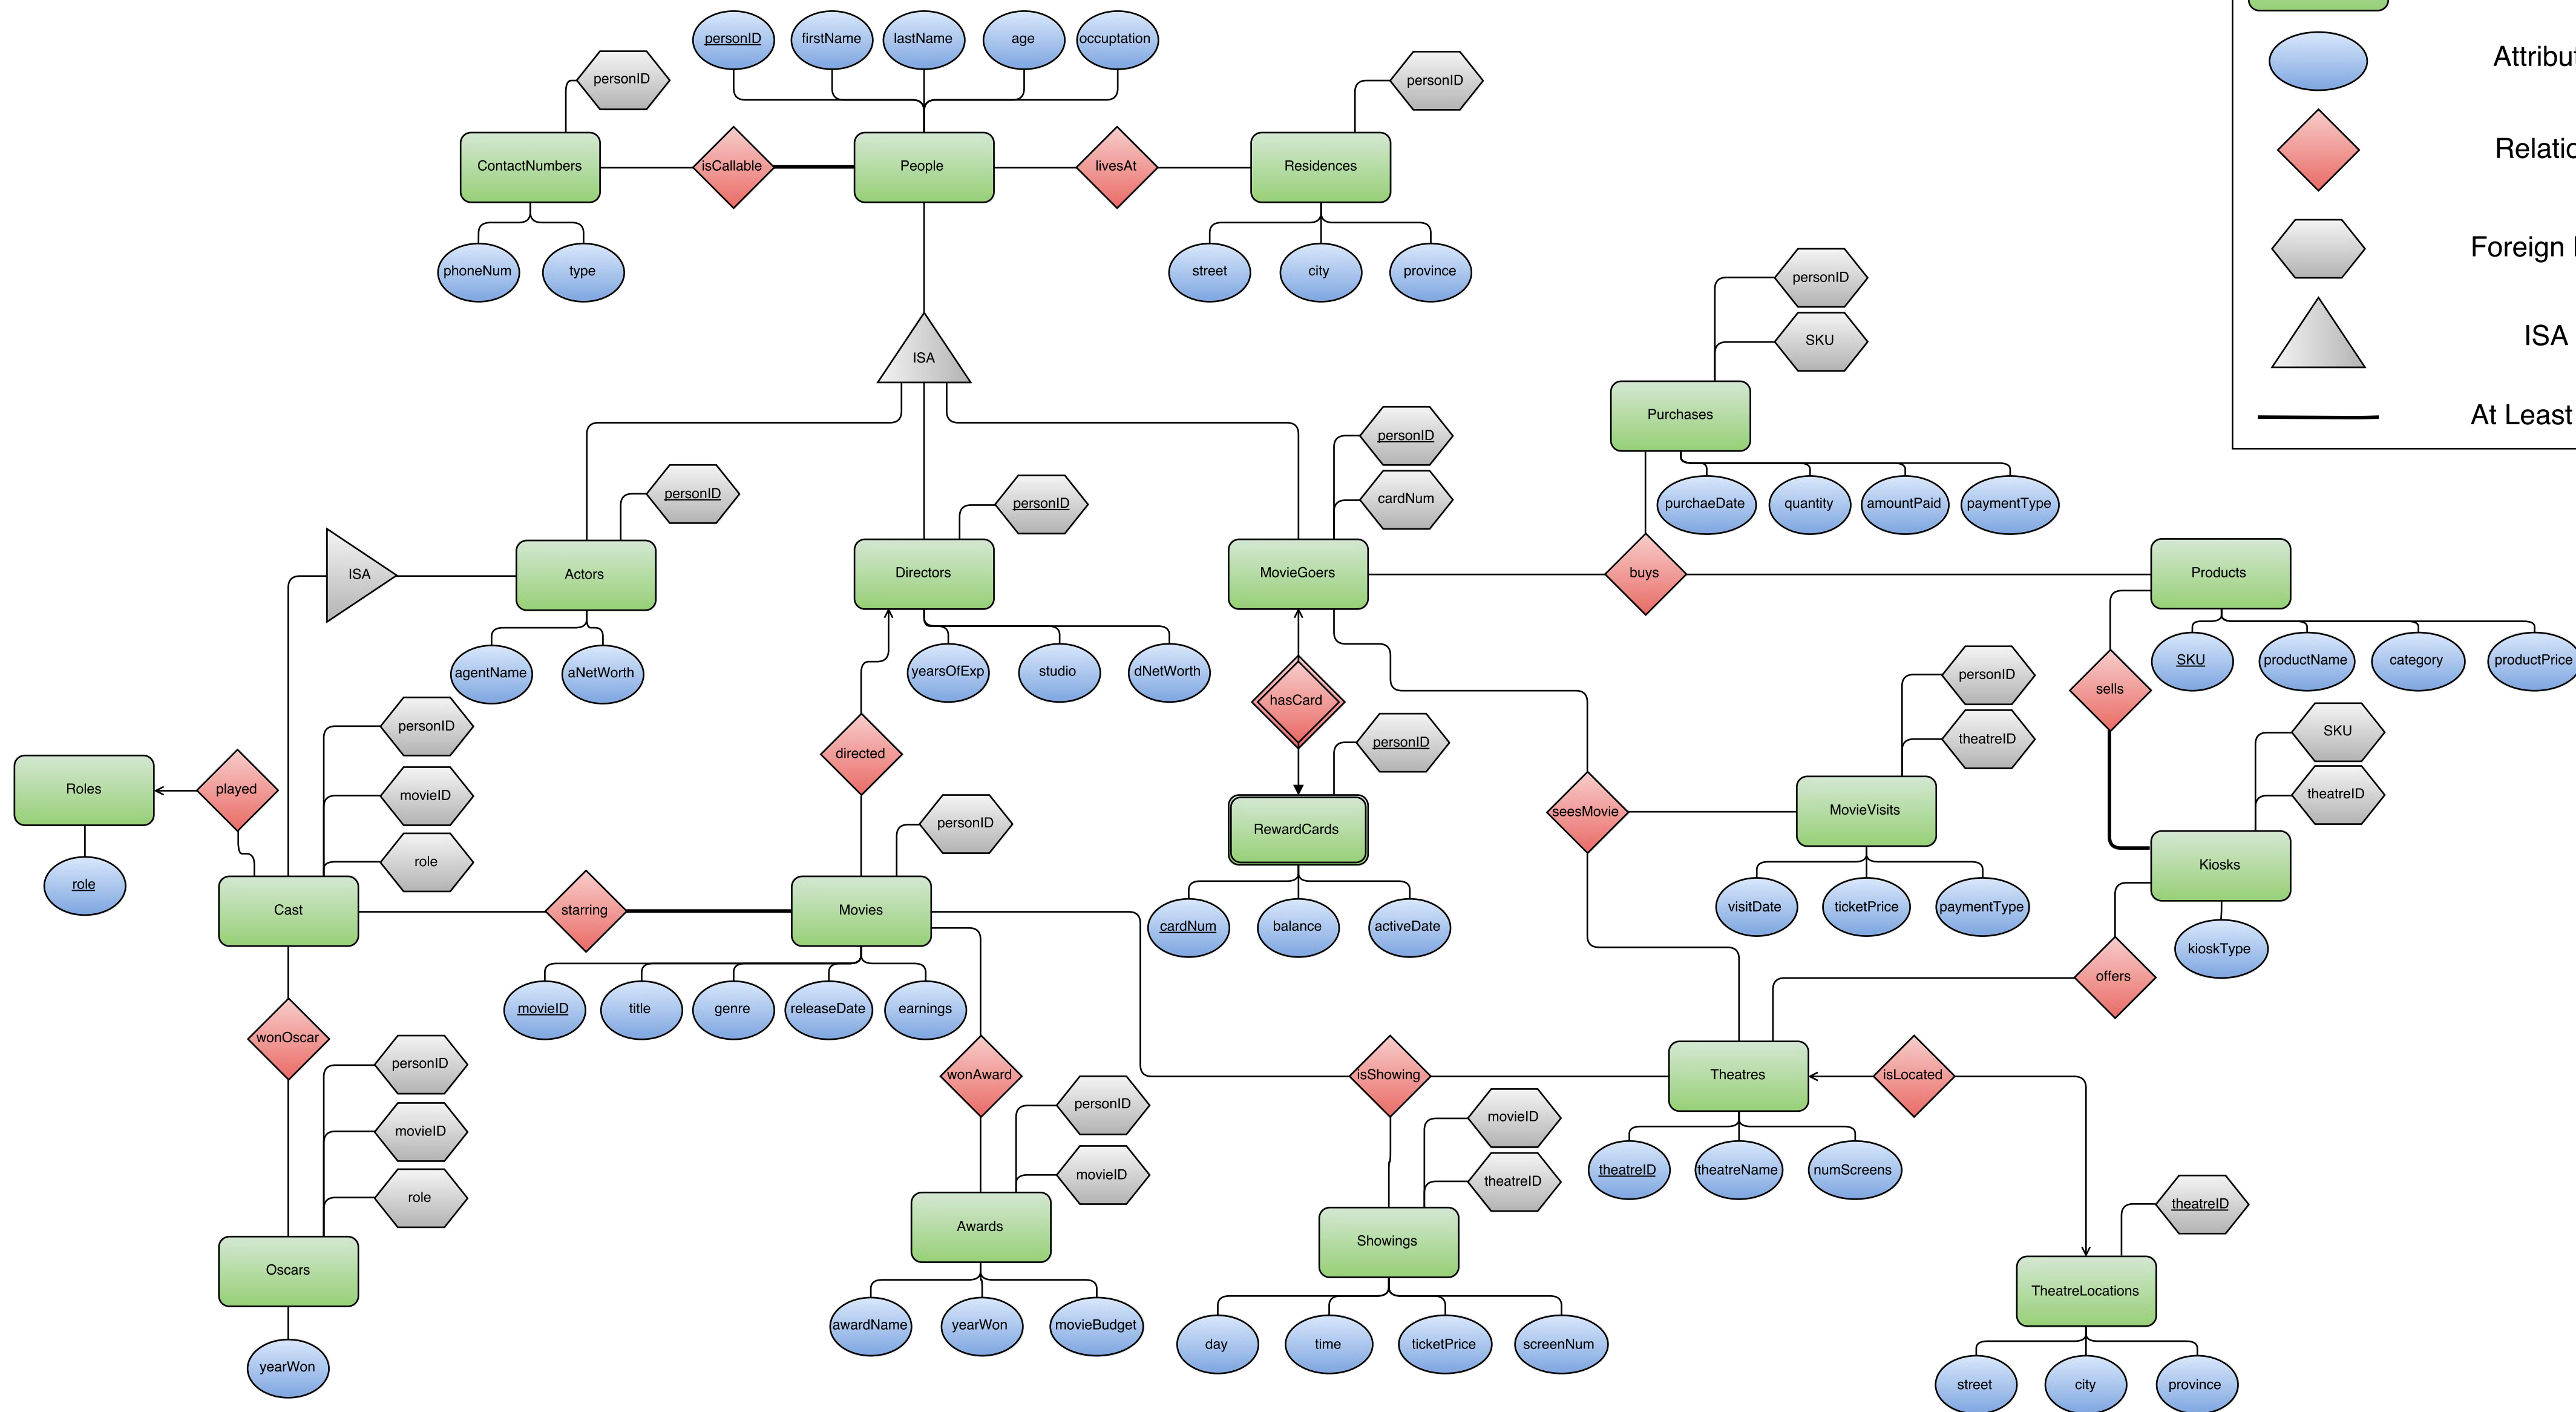 personID
firstName
lastName
age
occuptation
Attribut
personID
personID
ContactNumbers
isCallable
People
livesAt
Residences
Relatio
phoneNum
type
street
city
province
personID
SKU
Foreign
ISA
ISA
Purchases
At Least
personID
cardNum
personID
personID
purchaeDate
quantity
amountPaid
paymentType
ISA
Actors
Directors
MovieGoers
buys
Products
agentName
aNetWorth
yearsOfExp
studio
dNetWorth
hasCard
personID
theatreID
sells
SKU
productName
category
productPrice
personID
movieID
role
Roles
played
directed
personID
SKU
theatreID
role
personID
RewardCards
seesMovie
MovieVisits
Kiosks
Cast
starring
Movies
cardNum
balance
activeDate
visitDate
ticketPrice
paymentType
kioskType
offers
movieID
title
genre
releaseDate
earnings
wonOscar
personID
movieID
role
wonAward
personID
movieID
isShowing
Theatres
isLocated
movieID
theatreID
theatreID
theatreName
numScreens
theatreID
Oscars
Awards
Showings
TheatreLocations
yearWon
awardName
yearWon
movieBudget
day
time
ticketPrice
screenNum
street
city
province